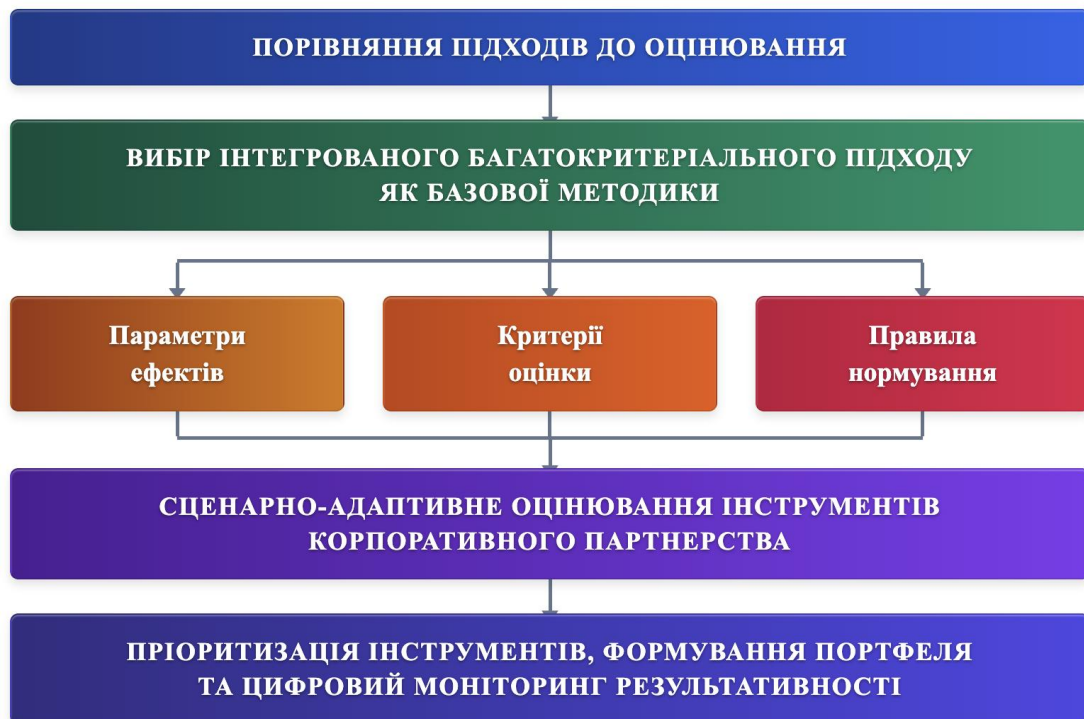 ПОРІВНЯННЯ ПІДХОДІВ ДО ОЦІНЮВАННЯ
ВИБІР ІНТЕГРОВАНОГО БАГАТОКРИТЕРІАЛЬНОГО ПІДХОДУ
ЯК БАЗОВОЇ МЕТОДИКИ
Параметри
ефектів
Критерії
оцінки
Правила
нормування
СЦЕНАРНО-АДАПТИВНЕ ОЦІНЮВАННЯ ІНСТРУМЕНТІВ
КОРПОРАТИВНОГО ПАРТНЕРСТВА
ПРІОРИТИЗАЦІЯ ІНСТРУМЕНТІВ, ФОРМУВАННЯ ПОРТФЕЛЯ
ТА ЦИФРОВИЙ МОНІТОРИНГ РЕЗУЛЬТАТИВНОСТІ